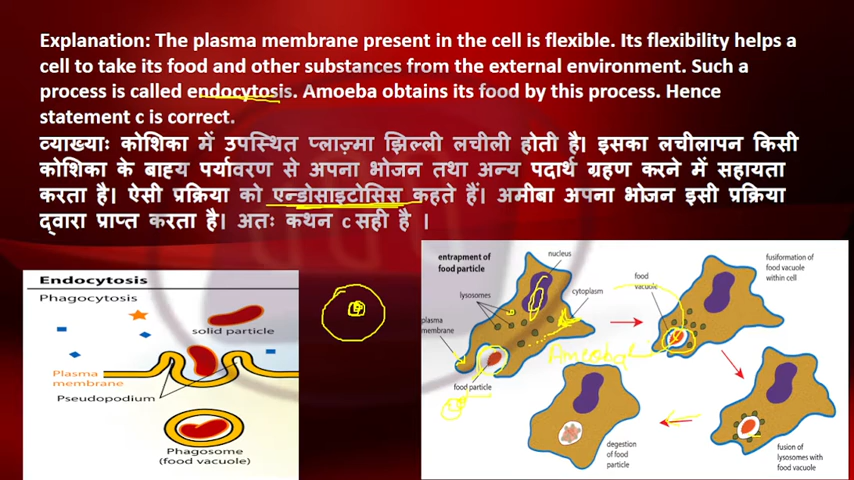 Explanation: The plasma membrane present in the cell is flexible. Its flexibility helps a
cell to take its food and other substances from the external environment. Such a
process is called endocytosis. Amoeba obtains its food by this process. Hence
statement c is correct.
व्याख्याः कोशिका में उपस्थित प्लाज़्मा झिल्ली लचीली होती है। इसका लचीलापन किसी
कोशिका के बाह्य पर्यावरण से अपना भोजन तथा अन्य पदार्थ ग्रहण करने में सहायता
करता है। ऐसी प्रक्रिया को एन्डोसाइटोसिस कहते हैं। अमीबा अपना भोजन इसी प्रक्रिया
द्वारा प्राप्त करता है। अतः कथन c सही है ।
Endocytosis
Phagocytosis
solid particle
Plasma
membrane
Pseudopodium
Phagosome
(food vacuole)
entrapment of
food particle
nucleus
lysosomes
cytoplasm
plasma
membrane
food particle
Amoeba
food
vacuole
fusiformation of
food vacuole
within cell
fusion of
lysosomes with
food vacuole
degestion
of food
particle